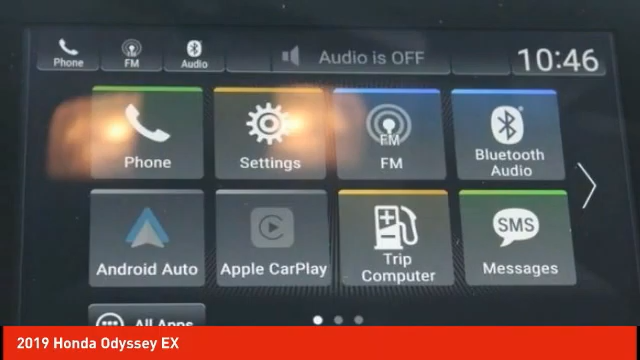 Phone
FM
Audio
Audio is OFF
10:46
Phone
Settings
FM
FM
Bluetooth
Audio
Android Auto
Apple CarPlay
Trip
Computer
SMS
Messages
All Apps
2019 Honda Odyssey EX